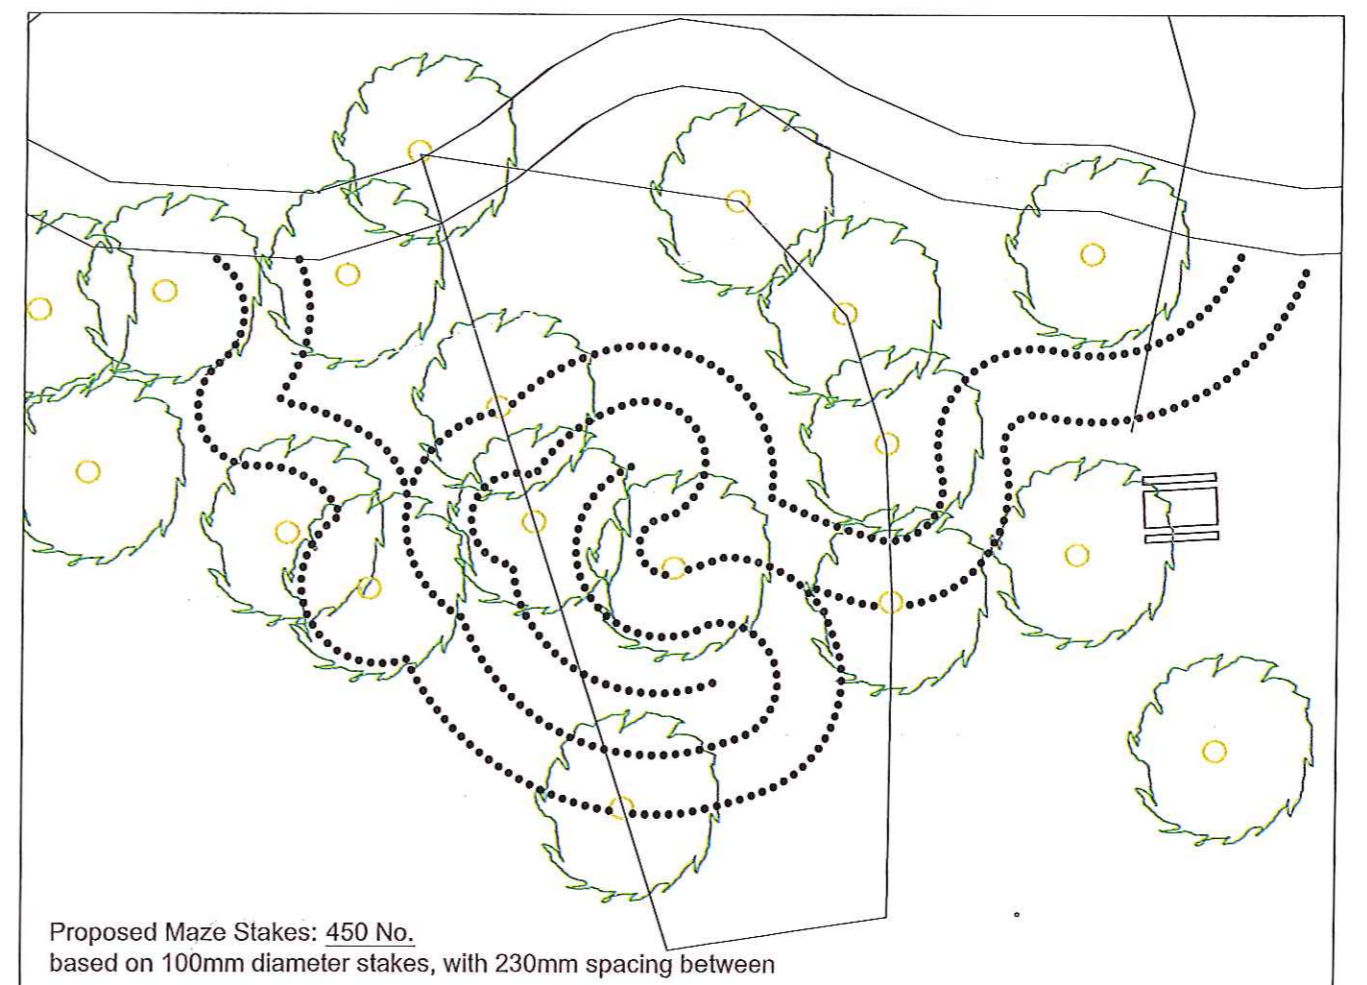 Proposed Maze Stakes: 450 No.
based on 100mm diameter stakes, with 230mm spacing between